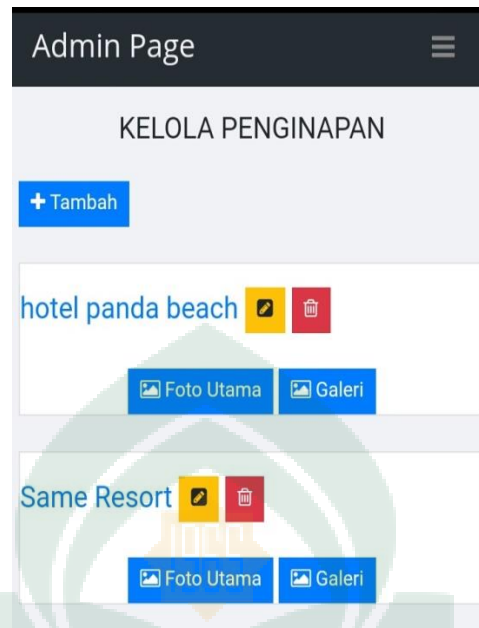 Admin Page
KELOLA PENGINAPAN
Tambah
hotel panda beach
Foto Utama Galeri
Same Resort
Foto Utama Galeri